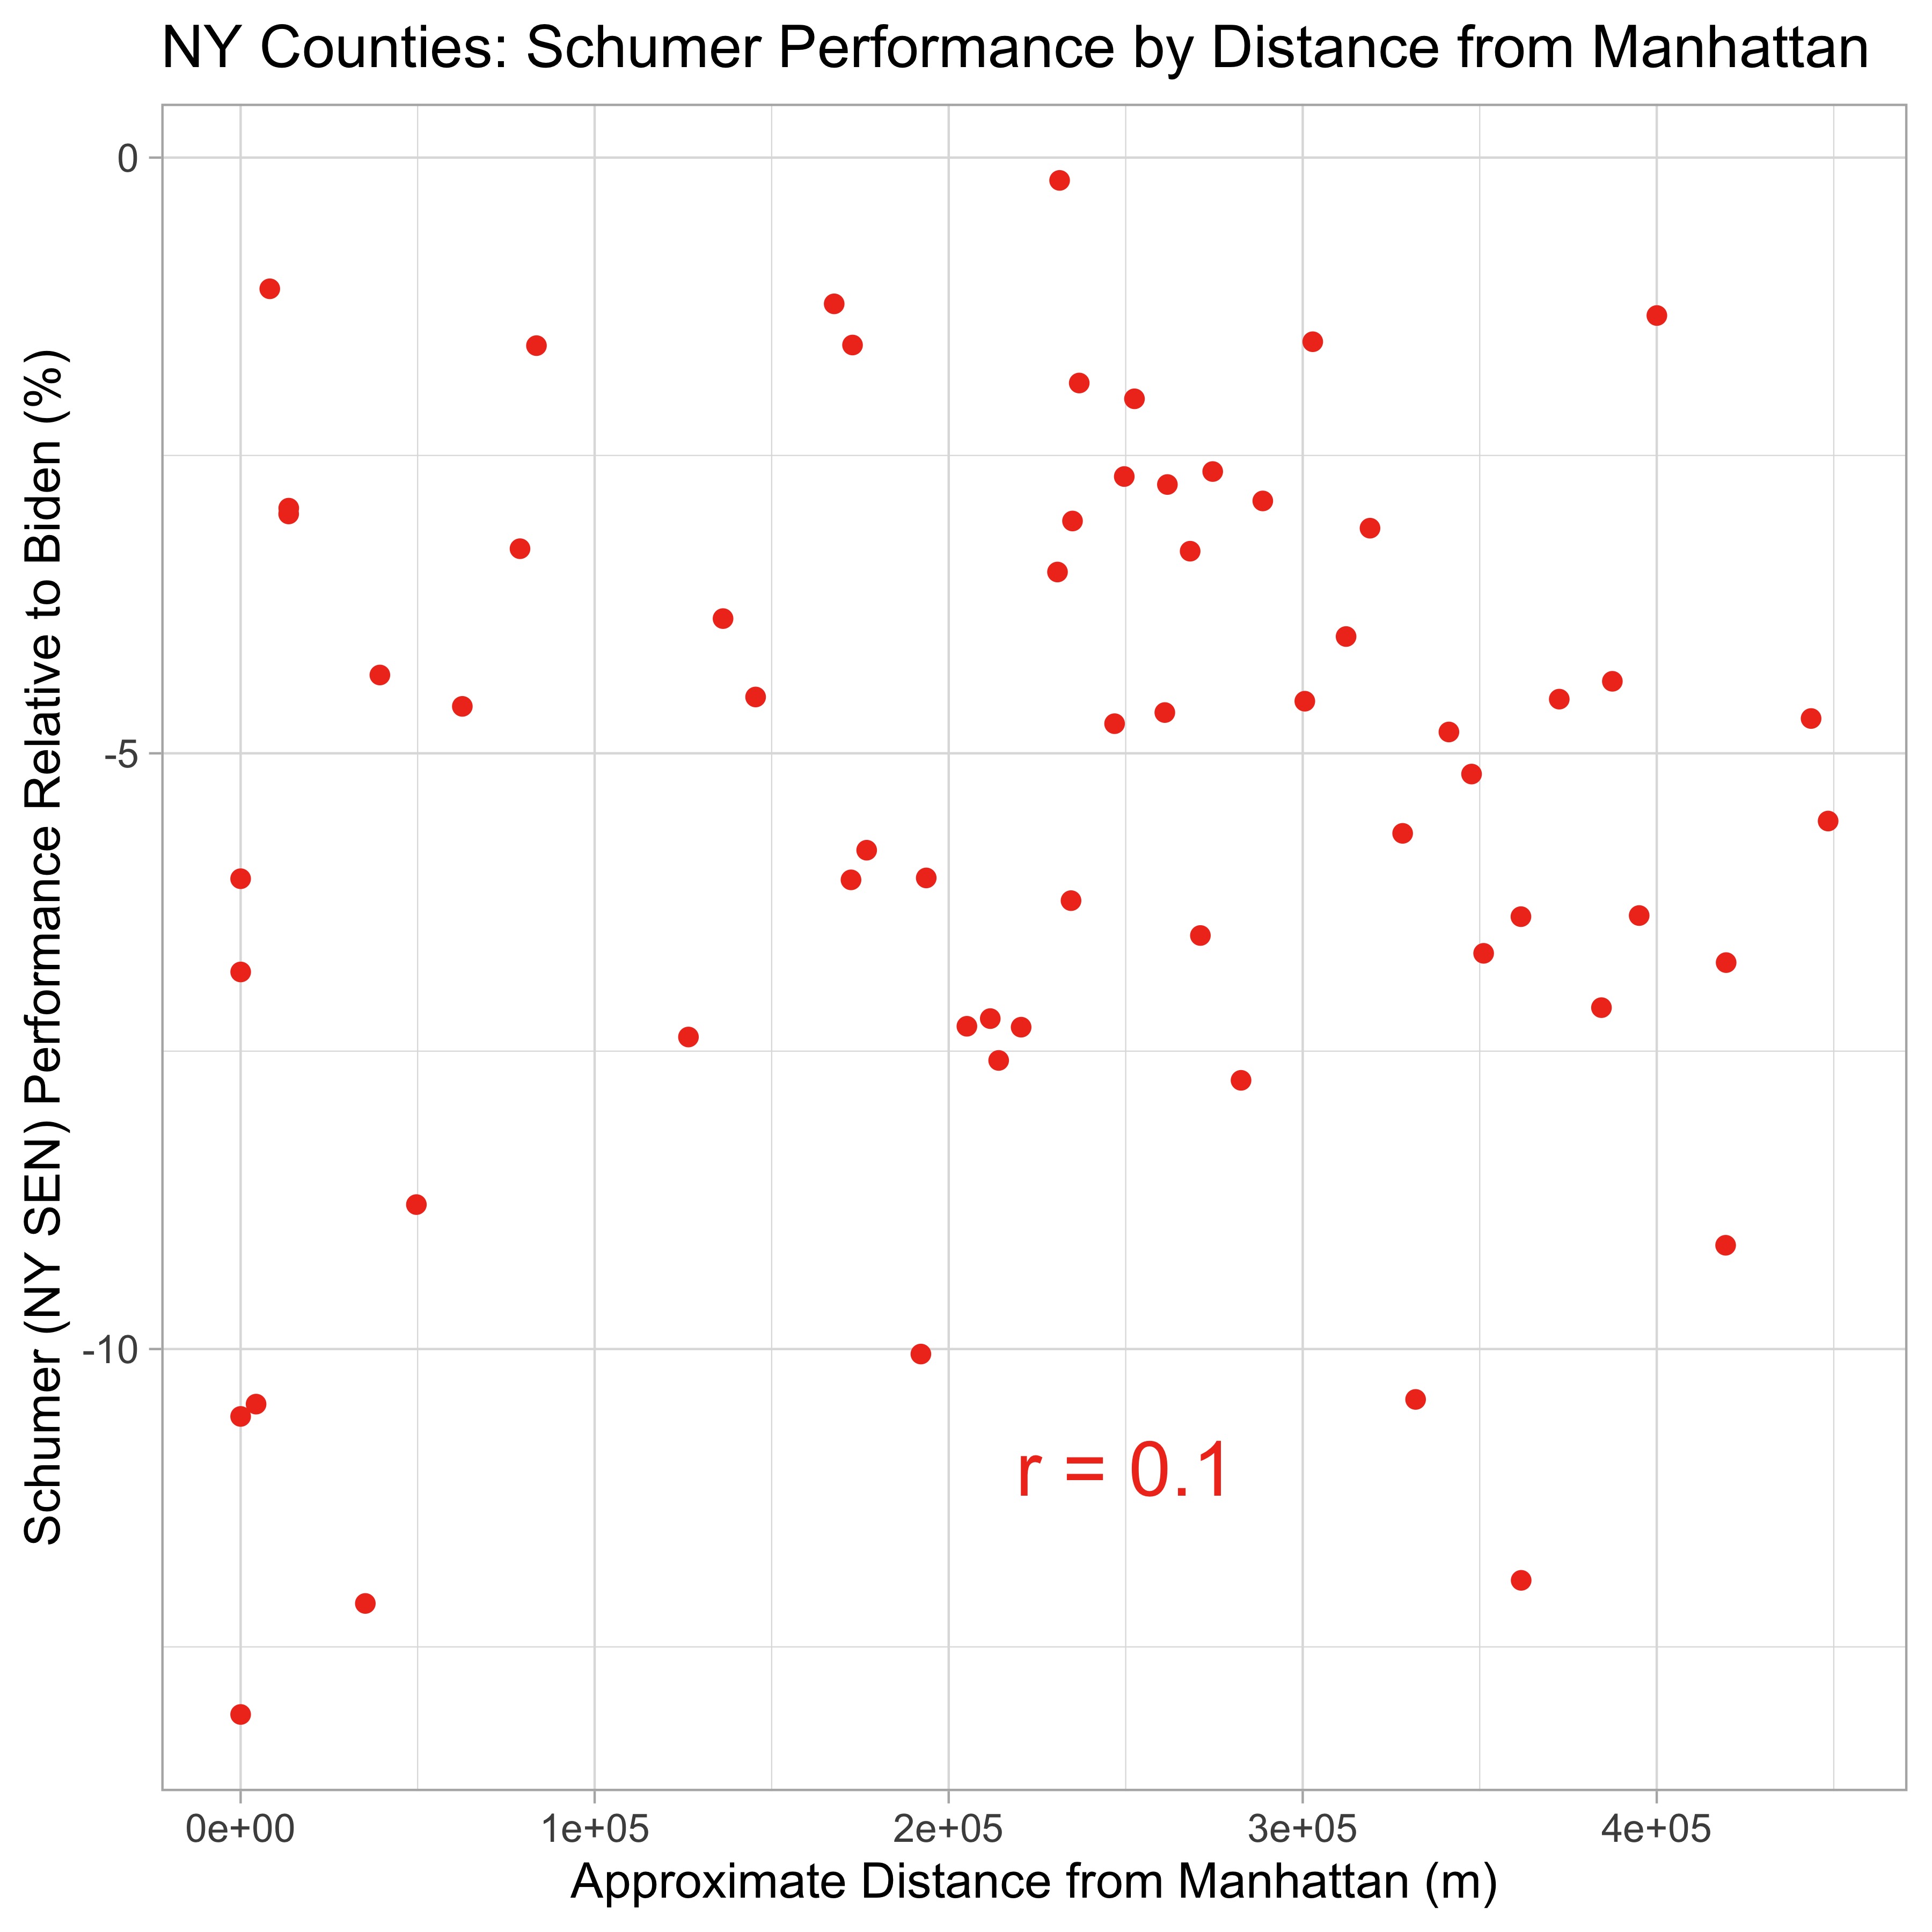 NY Counties: Schumer Performance by Distance from Manhattan
Schumer (NY SEN) Performance Relative to Biden (%)
0
-5
-10
r = 0.1
0e+00 1e+05 2e+05 3e+05 4e+05
Approximate Distance from Manhattan (m)